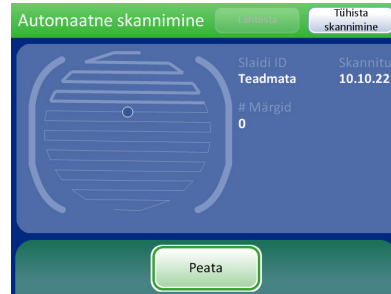 Automaatne skannimine
Lähtesta
Tühista
skannimine
Slaidi ID
Skannitu
Teadmata
10.10.22
# Märgid
0
Peata